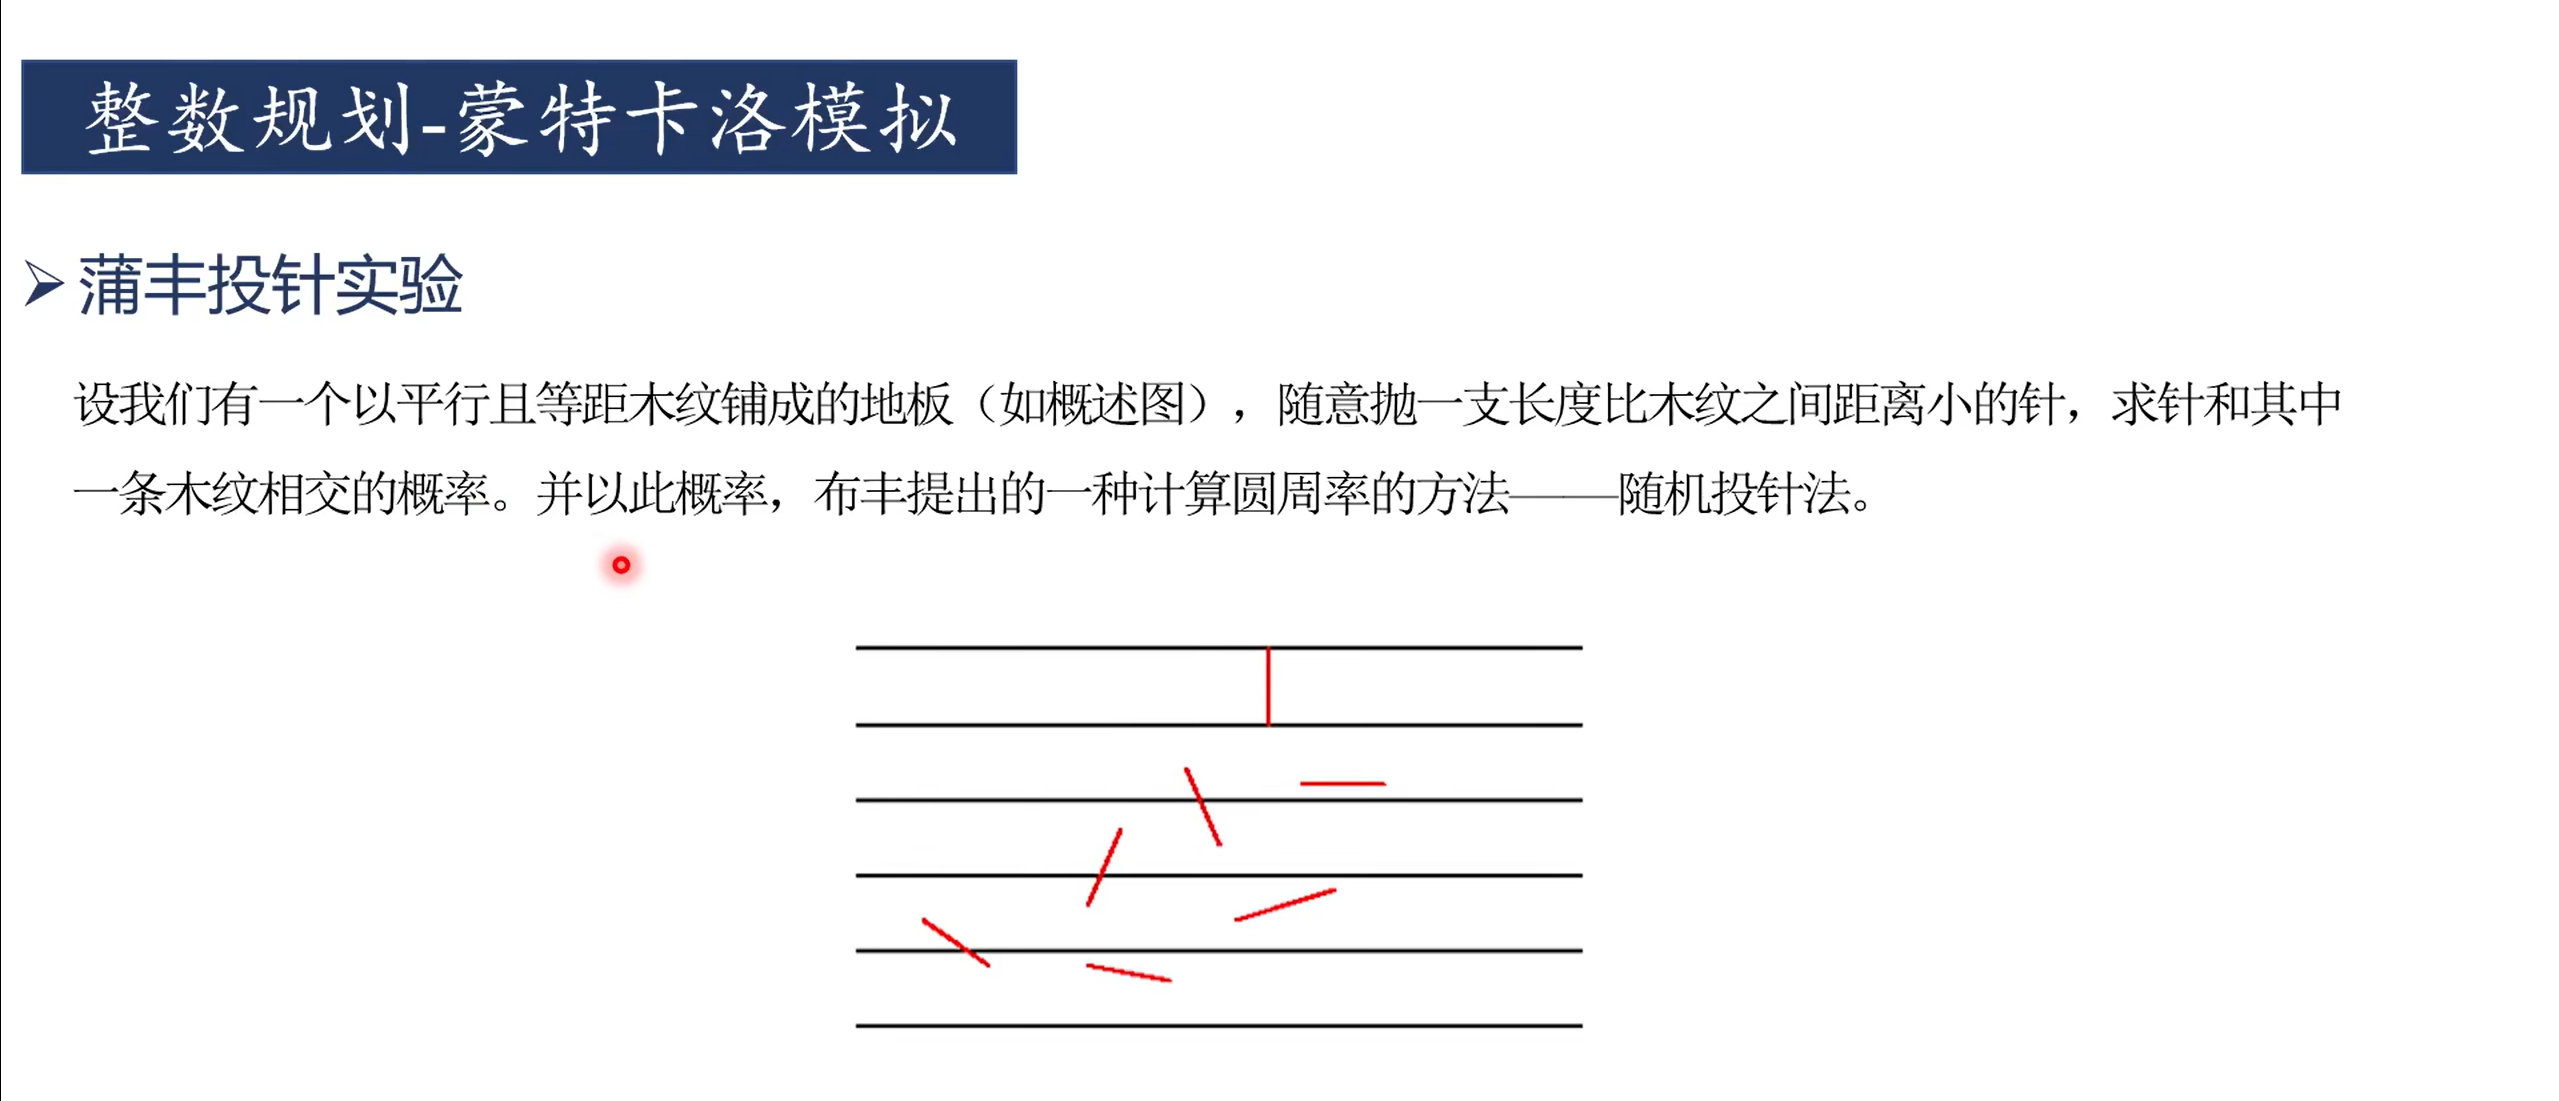 整数规划-蒙特卡洛模拟
蒲丰投针实验
设我们有一个以平行且等距木纹铺成的地板（如概述图），随意抛一支长度比木纹之间距离小的针，求针和其中
一条木纹相交的概率。并以此概率，布丰提出的一种计算圆周率的方法——随机投针法。